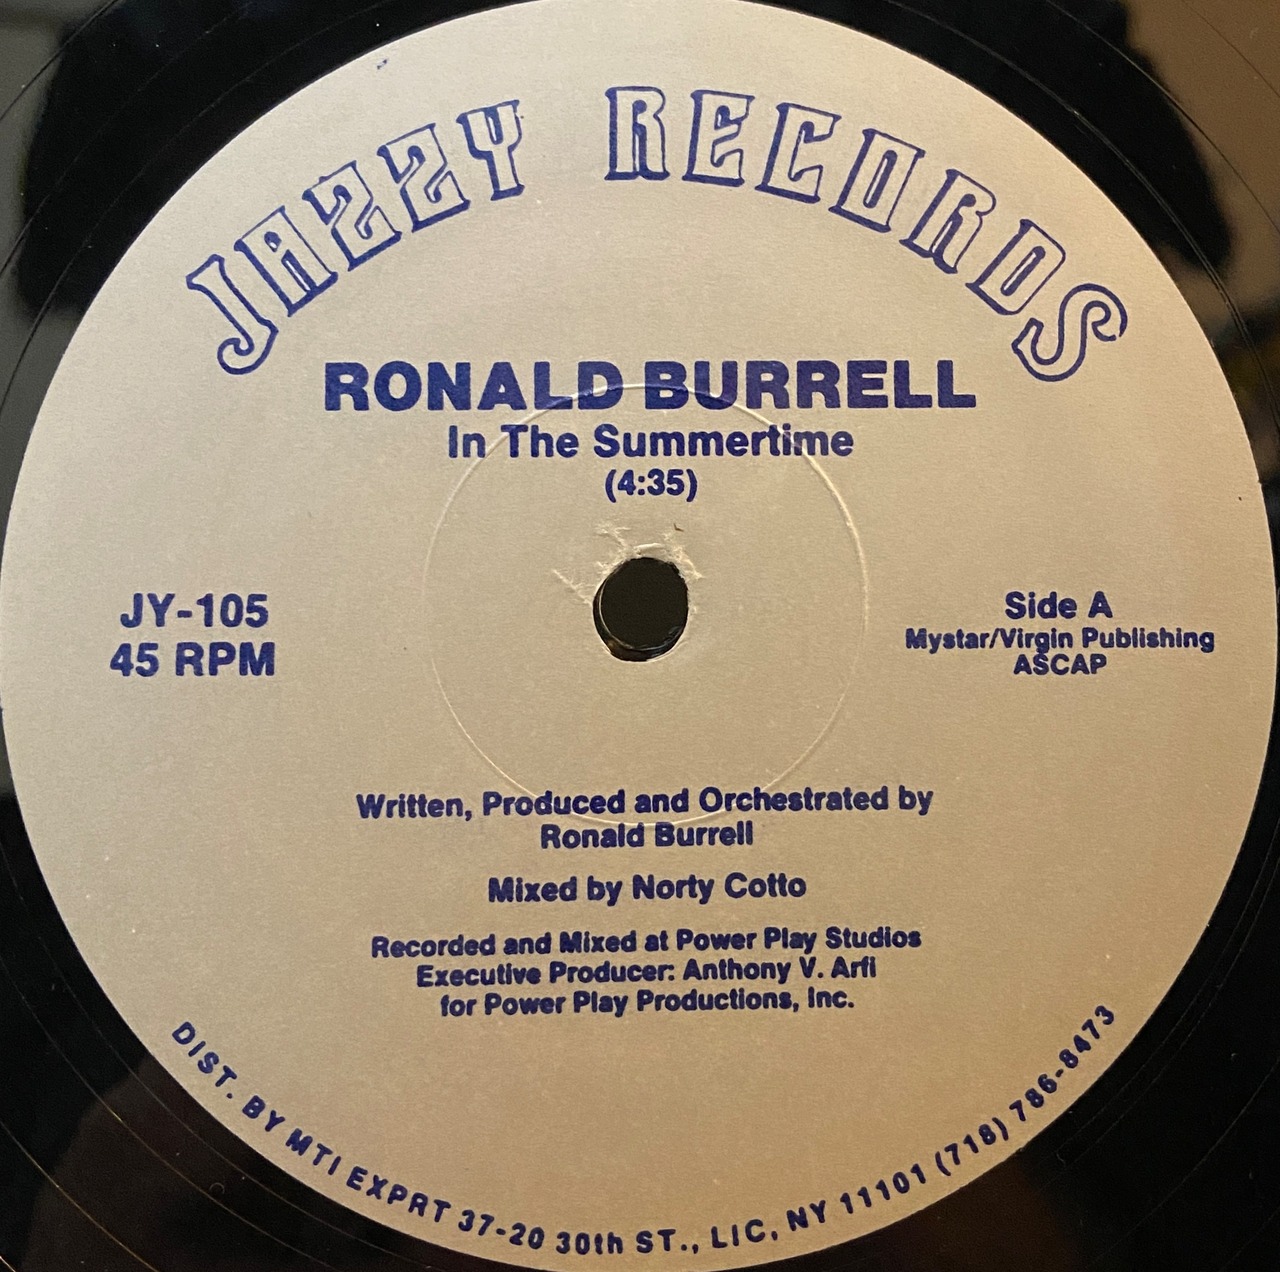 JAZZY RECORDS
RONALD BURRELL
In The Summertime
(4:35)
JY-105
45 RPM
Side A
Mystar/Virgin Publishing
ASCAP
Written, Produced and Orchestrated by
Ronald Burrell
Mixed by Norty Cotto
Recorded and Mixed at Power Play Studios
Executive Producer: Anthony V. Arfi
for Power Play Productions, Inc.
DIST. BY MTI EXPRT 37-20 30th ST., LIC, NY 11101 (718) 786-8473